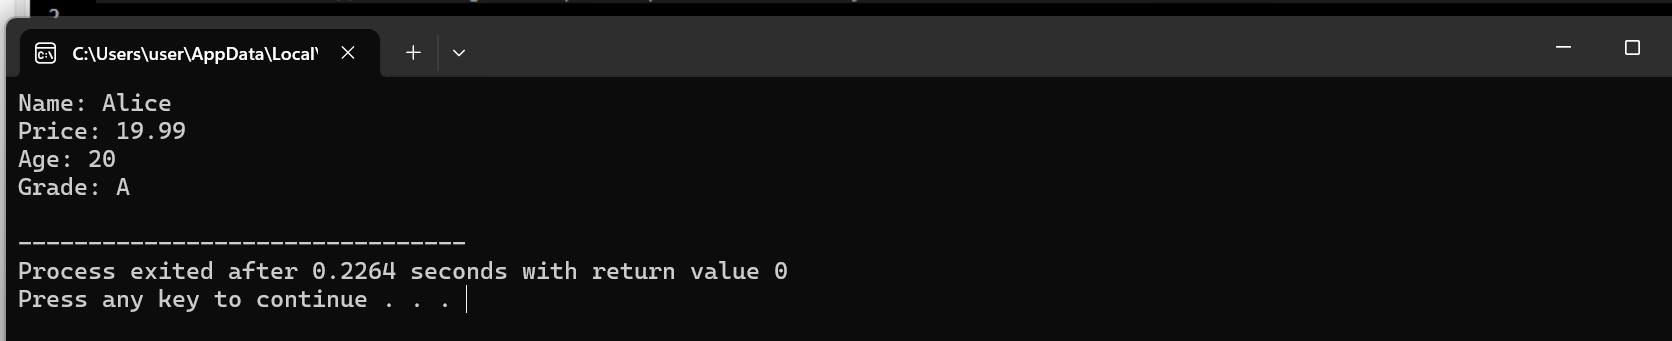 C:\Users\user\AppData\Local\
Name: Alice
Price: 19.99
Age: 20
Grade: A
--------------------------------
Process exited after 0.2264 seconds with return value 0
Press any key to continue . . .